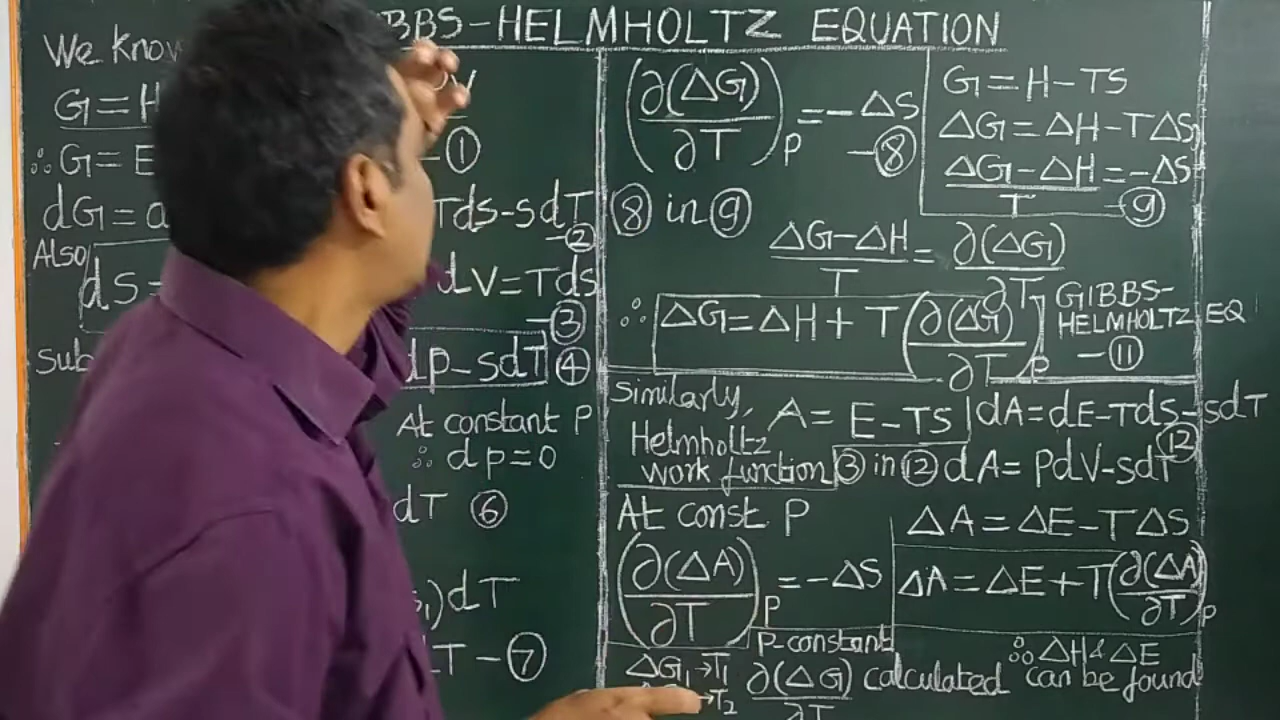 BBS-HELMHOLTZ EQUATION
We know
G=H
∴G=E
-①
dG=
Tds-sdT
-②
Also
ds=
dV=Tds
-③
Sub
dp-sdT ④
At constant P
∴ dp=0
dT ⑥
)dT
T-⑦
(∂(ΔG)/∂T)p=-ΔS
-⑧
G=H-TS
ΔG=ΔH-TΔS
(ΔG-ΔH)/T=-ΔS
-⑨
⑧ in ⑨
(ΔG-ΔH)/T=∂(ΔG)/∂T
∴ ΔG=ΔH+T(∂(ΔG)/∂T)p
GIBBS-
HELMHOLTZ EQ
-⑪
Similarly,
Helmholtz
work function
A=E-TS
dA=dE-Tds-sdT
⑫
③ in ⑫ dA=PdV-sdT
At const. P
(∂(ΔA)/∂T)p=-ΔS
ΔA=ΔE-TΔS
ΔA=ΔE+T(∂(ΔA)/∂T)p
P-constant
ΔG₁→T₁
→T₂
∂(ΔG)/∂T calculated
∴ΔH & ΔE
can be found